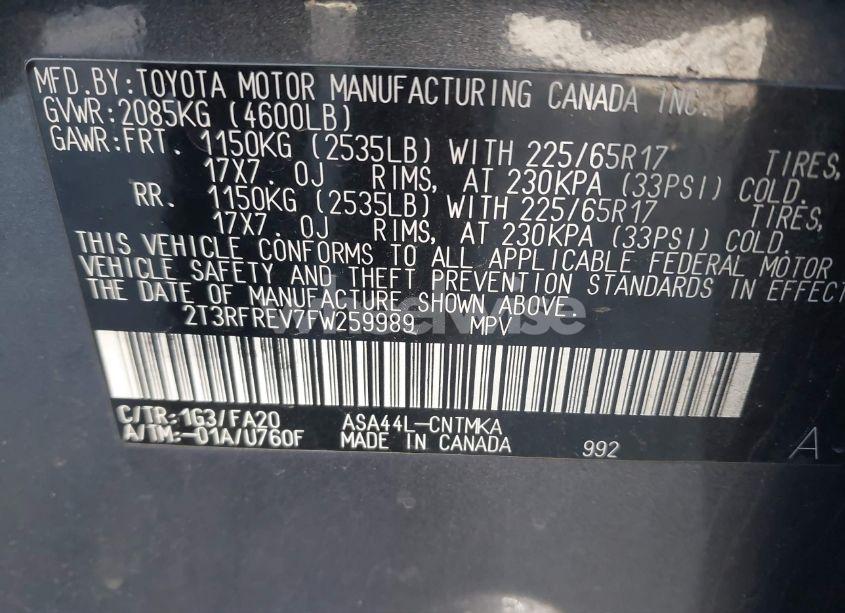 MFD.BY:TOYOTA MOTOR MANUFACTURING CANADA INC.
GVWR:2085KG (4600LB)
GAWR:FRT. 1150KG (2535LB) WITH 225/65R17 TIRES,
17X7.0J RIMS, AT 230KPA (33PSI) COLD.
RR. 1150KG (2535LB) WITH 225/65R17 TIRES,
17X7.0J RIMS, AT 230KPA (33PSI) COLD.
THIS VEHICLE CONFORMS TO ALL APPLICABLE FEDERAL MOTOR
VEHICLE SAFETY AND THEFT PREVENTION STANDARDS IN EFFECT
THE DATE OF MANUFACTURE SHOWN ABOVE.
2T3RFREV7FW259989 MPV
C/TR:1G3/FA20 ASA44L-CNTMKA
A/TM:-01A/U760F MADE IN CANADA 992 A-